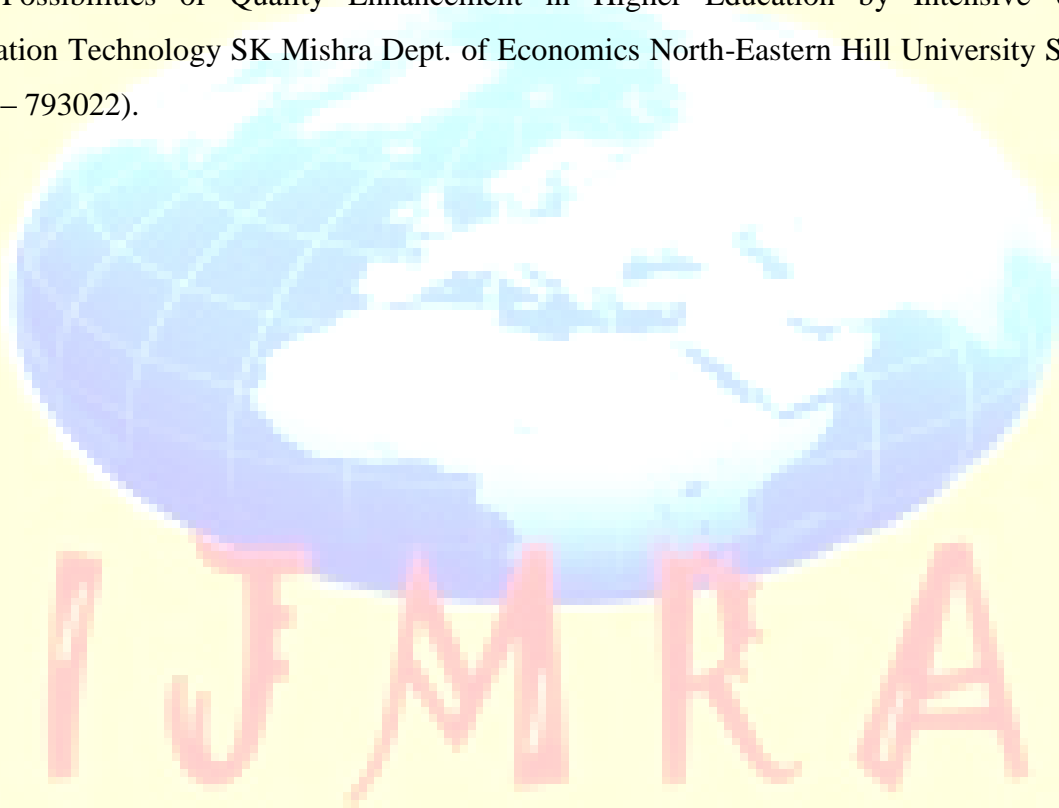 Possibilities of Quality Enhancement in Higher Education by Intensive
ation Technology SK Mishra Dept. of Economics North-Eastern Hill University S
– 793022).
IJMRA